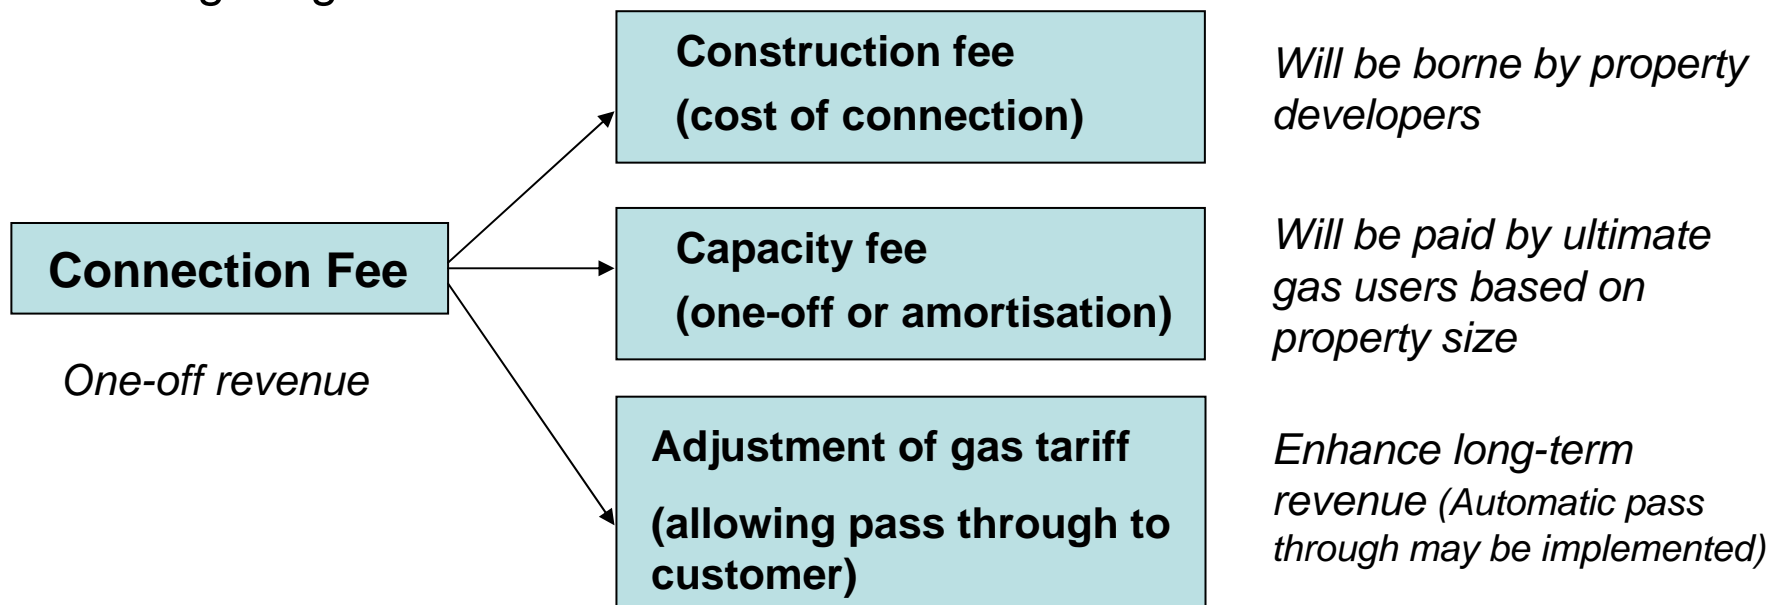 Construction fee
(cost of connection)
Will be borne by property
developers
Connection Fee
One-off revenue
Capacity fee
(one-off or amortisation)
Will be paid by ultimate
gas users based on
property size
Adjustment of gas tariff
(allowing pass through to
customer)
Enhance long-term
revenue (Automatic pass
through may be implemented)